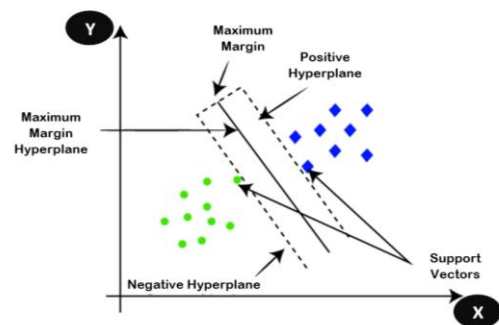 Y
Maximum
Margin
Positive
Hyperplane
Maximum
Margin
Hyperplane
Support
Vectors
Negative Hyperplane
X